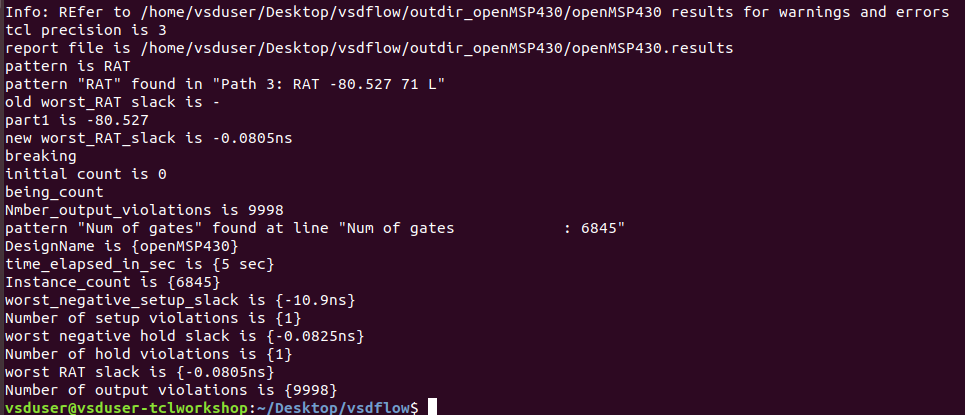 Info: REfer to /home/vsduser/Desktop/vsdflow/outdir_openMSP430/openMSP430 results for warnings and errors
tcl precision is 3
report file is /home/vsduser/Desktop/vsdflow/outdir_openMSP430/openMSP430.results
pattern is RAT
pattern "RAT" found in "Path 3: RAT -80.527 71 L"
old worst_RAT slack is -
part1 is -80.527
new worst_RAT_slack is -0.0805ns
breaking
initial count is 0
being_count
Nmber_output_violations is 9998
pattern "Num of gates" found at line "Num of gates            : 6845"
DesignName is {openMSP430}
time_elapsed_in_sec is {5 sec}
Instance_count is {6845}
worst_negative_setup_slack is {-10.9ns}
Number of setup violations is {1}
worst negative hold slack is {-0.0825ns}
Number of hold violations is {1}
worst RAT slack is {-0.0805ns}
Number of output violations is {9998}
vsduser@vsduser-tclworkshop:~/Desktop/vsdflow$